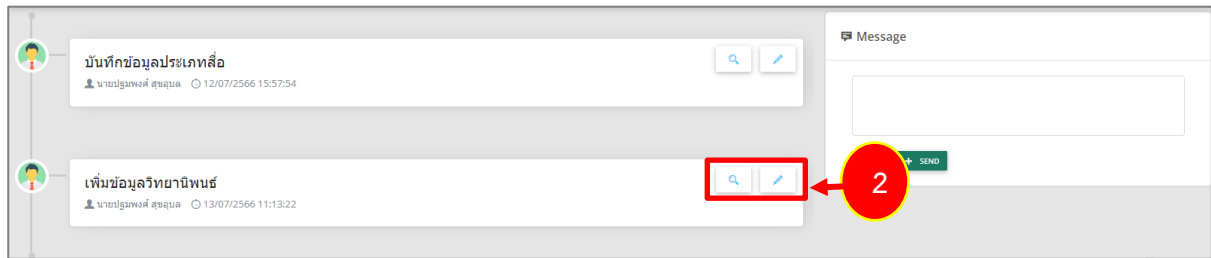 บันทึกข้อมูลประเภทสื่อ
นายปฐมพงศ์ สุขอุบล 12/07/2566 15:57:54
เพิ่มข้อมูลวิทยานิพนธ์
นายปฐมพงศ์ สุขอุบล 13/07/2566 11:13:22
Message
+ SEND
2